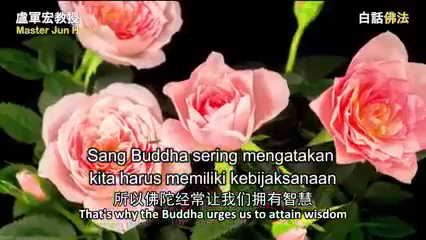 盧軍宏教授
白話佛法
Master Jun H
Sang Buddha sering mengatakan
kita harus memiliki kebijaksanaan
所以佛陀经常让我们拥有智慧
That's why the Buddha urges us to attain wisdom